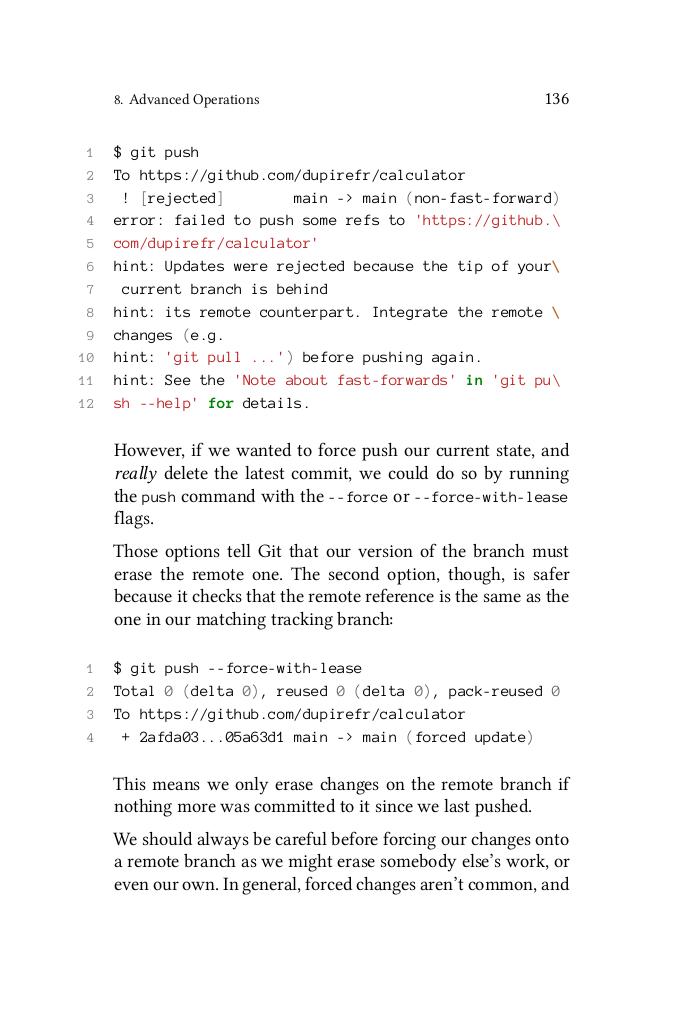 8. Advanced Operations 136
1 $ git push
2 To https://github.com/dupirefr/calculator
3  ! [rejected]        main -> main (non-fast-forward)
4 error: failed to push some refs to 'https://github.\
5 com/dupirefr/calculator'
6 hint: Updates were rejected because the tip of your\
7  current branch is behind
8 hint: its remote counterpart. Integrate the remote \
9 changes (e.g.
10 hint: 'git pull ...') before pushing again.
11 hint: See the 'Note about fast-forwards' in 'git pu\
12 sh --help' for details.
However, if we wanted to force push our current state, and
really delete the latest commit, we could do so by running
the push command with the --force or --force-with-lease
flags.
Those options tell Git that our version of the branch must
erase the remote one. The second option, though, is safer
because it checks that the remote reference is the same as the
one in our matching tracking branch:
1 $ git push --force-with-lease
2 Total 0 (delta 0), reused 0 (delta 0), pack-reused 0
3 To https://github.com/dupirefr/calculator
4  + 2afda03...05a63d1 main -> main (forced update)
This means we only erase changes on the remote branch if
nothing more was committed to it since we last pushed.
We should always be careful before forcing our changes onto
a remote branch as we might erase somebody else's work, or
even our own. In general, forced changes aren't common, and